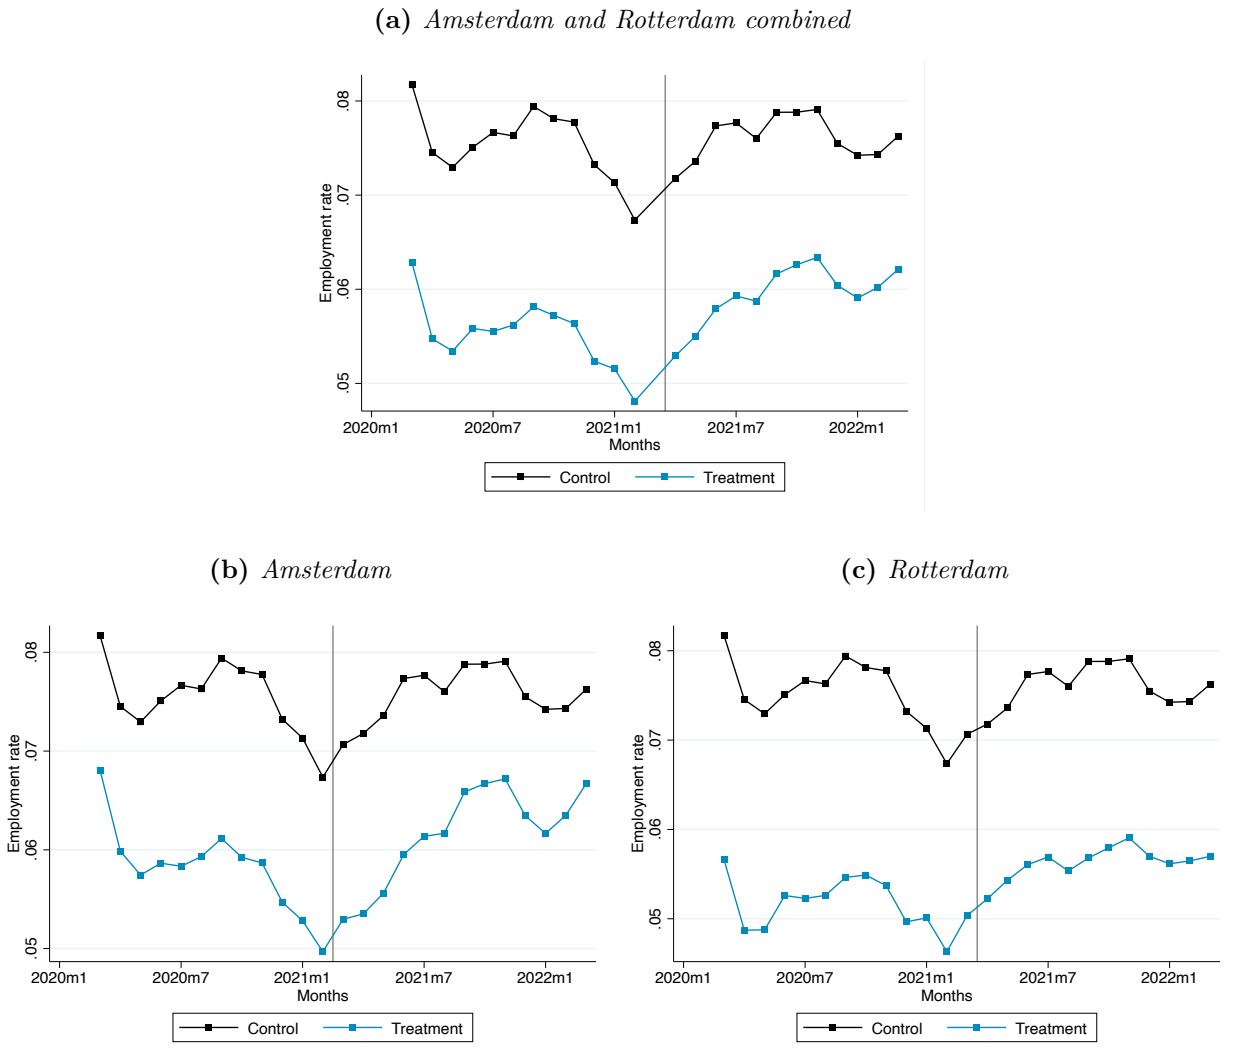 (a) Amsterdam and Rotterdam combined
.08
.07
.06
.05
Employment rate
2020m1 2020m7 2021m1 2021m7 2022m1
Months
Control Treatment
(b) Amsterdam
.08
.07
.06
.05
Employment rate
2020m1 2020m7 2021m1 2021m7 2022m1
Months
Control Treatment
(c) Rotterdam
.08
.07
.06
.05
Employment rate
2020m1 2020m7 2021m1 2021m7 2022m1
Months
Control Treatment